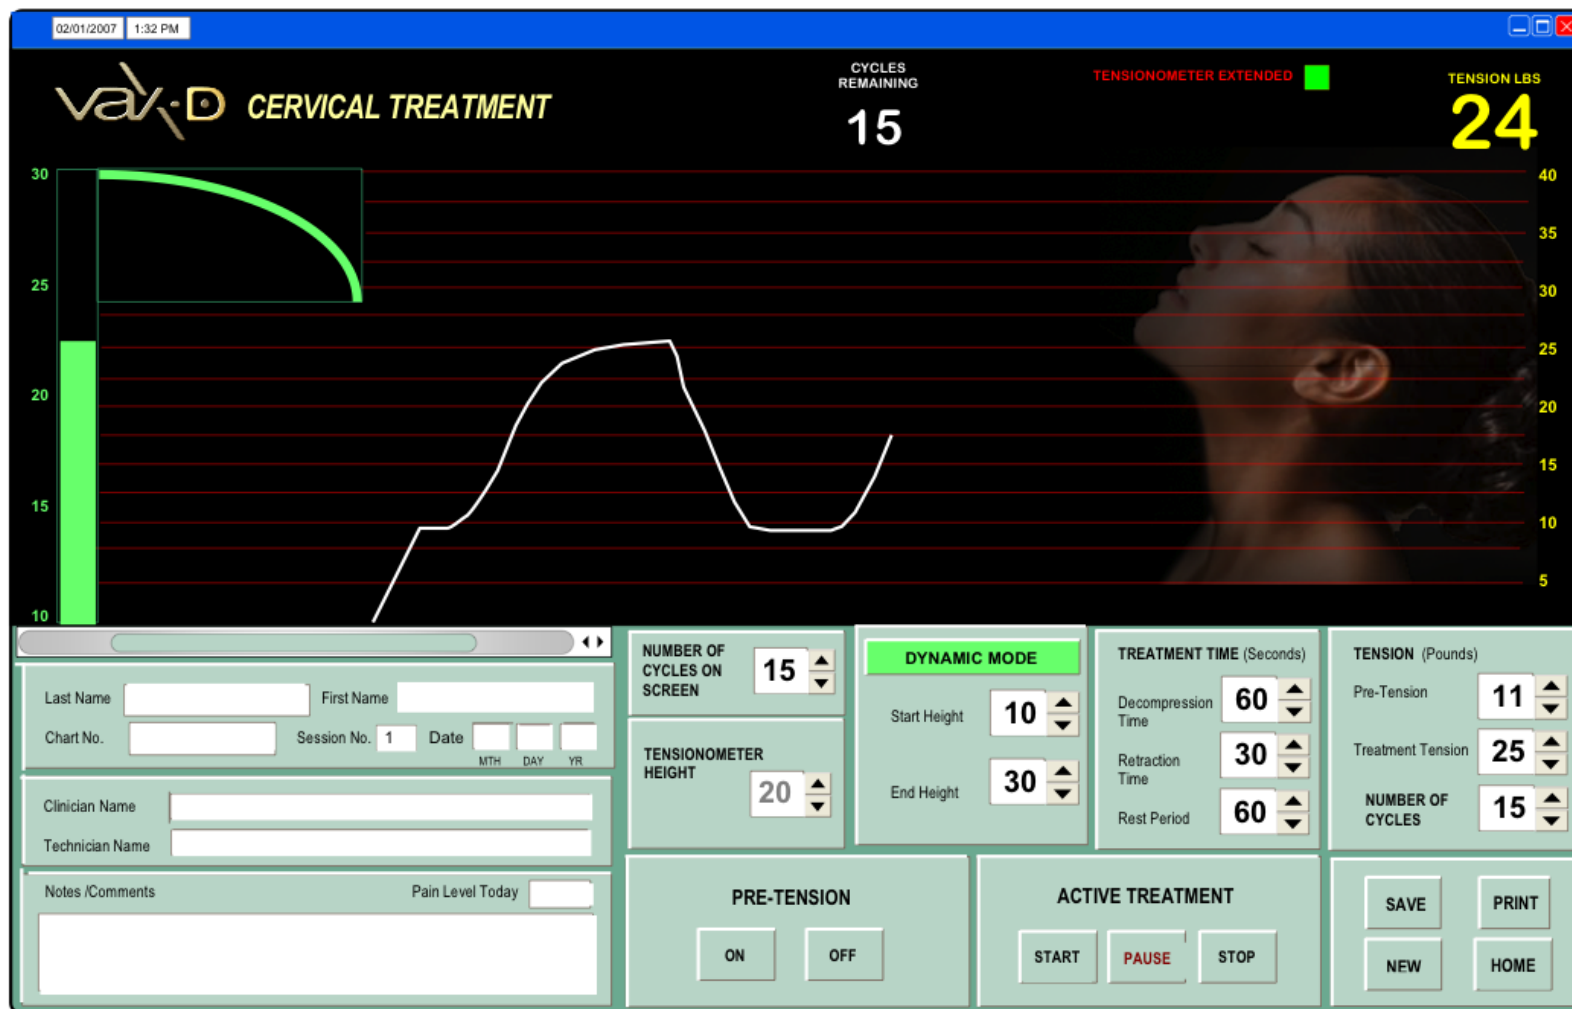 02/01/2007 1:32 PM
VAX-D CERVICAL TREATMENT
CYCLES
REMAINING
15
TENSIONOMETER EXTENDED
TENSION LBS
24
30
25
20
15
10
40
35
30
25
20
15
10
5
Last Name
First Name
Chart No.
Session No. 1
Date
MTH DAY YR
Clinician Name
Technician Name
Notes /Comments
Pain Level Today
NUMBER OF
CYCLES ON
SCREEN
15
TENSIONOMETER
HEIGHT
20
DYNAMIC MODE
Start Height 10
End Height 30
TREATMENT TIME (Seconds)
Decompression
Time
60
Retraction
Time
30
Rest Period 60
TENSION (Pounds)
Pre-Tension 11
Treatment Tension 25
NUMBER OF
CYCLES
15
PRE-TENSION
ON OFF
ACTIVE TREATMENT
START PAUSE STOP
SAVE PRINT
NEW HOME